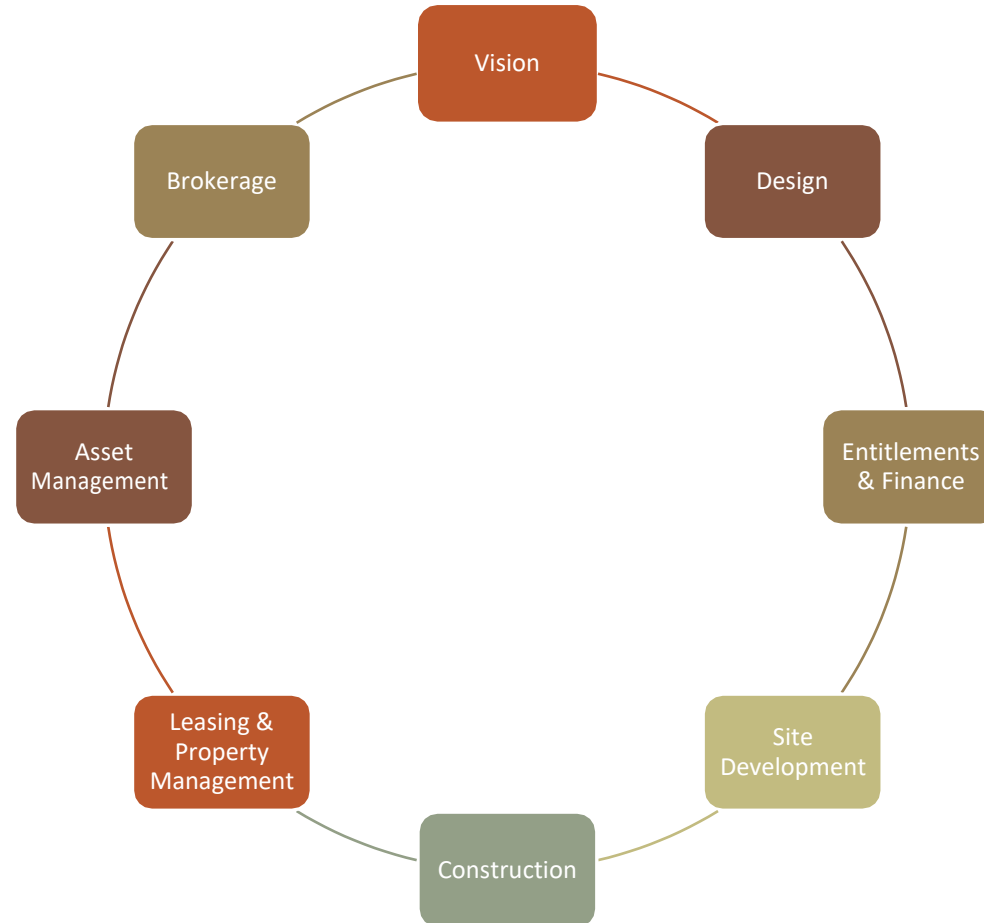 Vision
Design
Entitlements
& Finance
Site
Development
Construction
Leasing &
Property
Management
Asset
Management
Brokerage